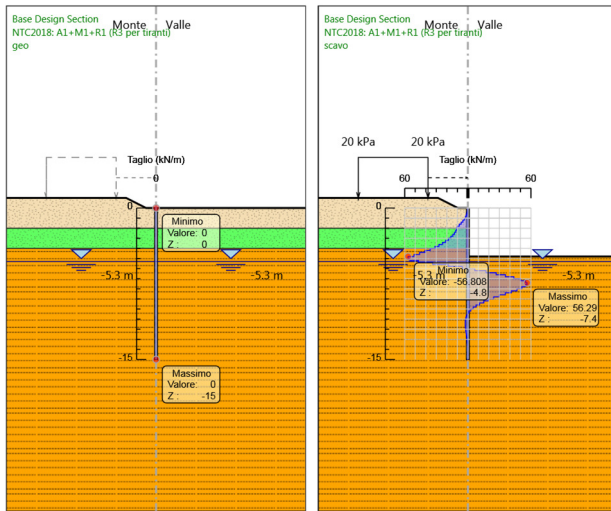 Base Design Section
Monte Valle
NTC2018: A1+M1+R1 (R3 per tiranti)
geo
Taglio (kN/m)
0
0
Minimo
Valore: 0
Z : 0
-5.3 m
-5.3 m
-15
Massimo
Valore: 0
Z : -15
Base Design Section
Monte Valle
NTC2018: A1+M1+R1 (R3 per tiranti)
scavo
20 kPa 20 kPa
Taglio (kN/m)
60 60
0
-5.3 m
-5.3 m
Minimo
Valore: -56.808
Z : -4.8
Massimo
Valore: 56.29
Z : -7.4
-15